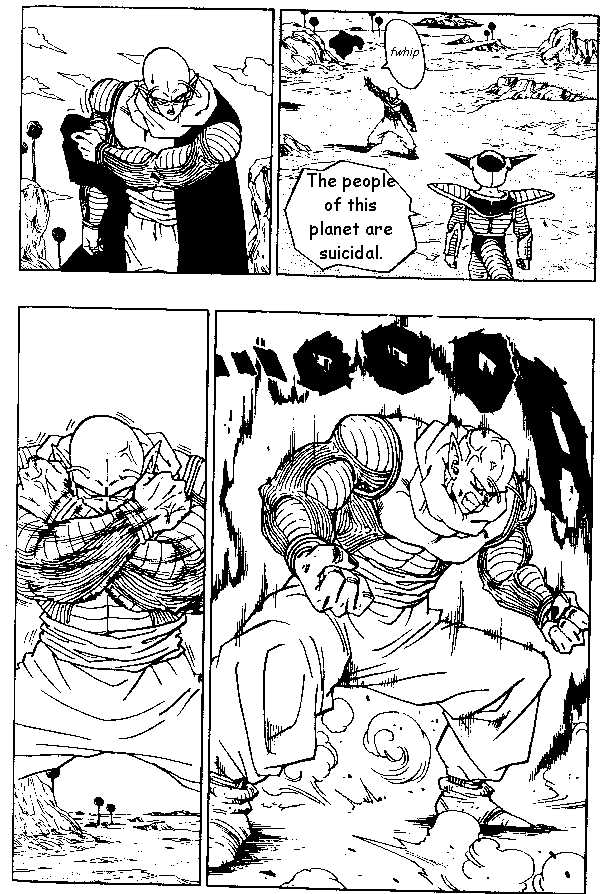 fwhip
The people
of this
planet are
suicidal.